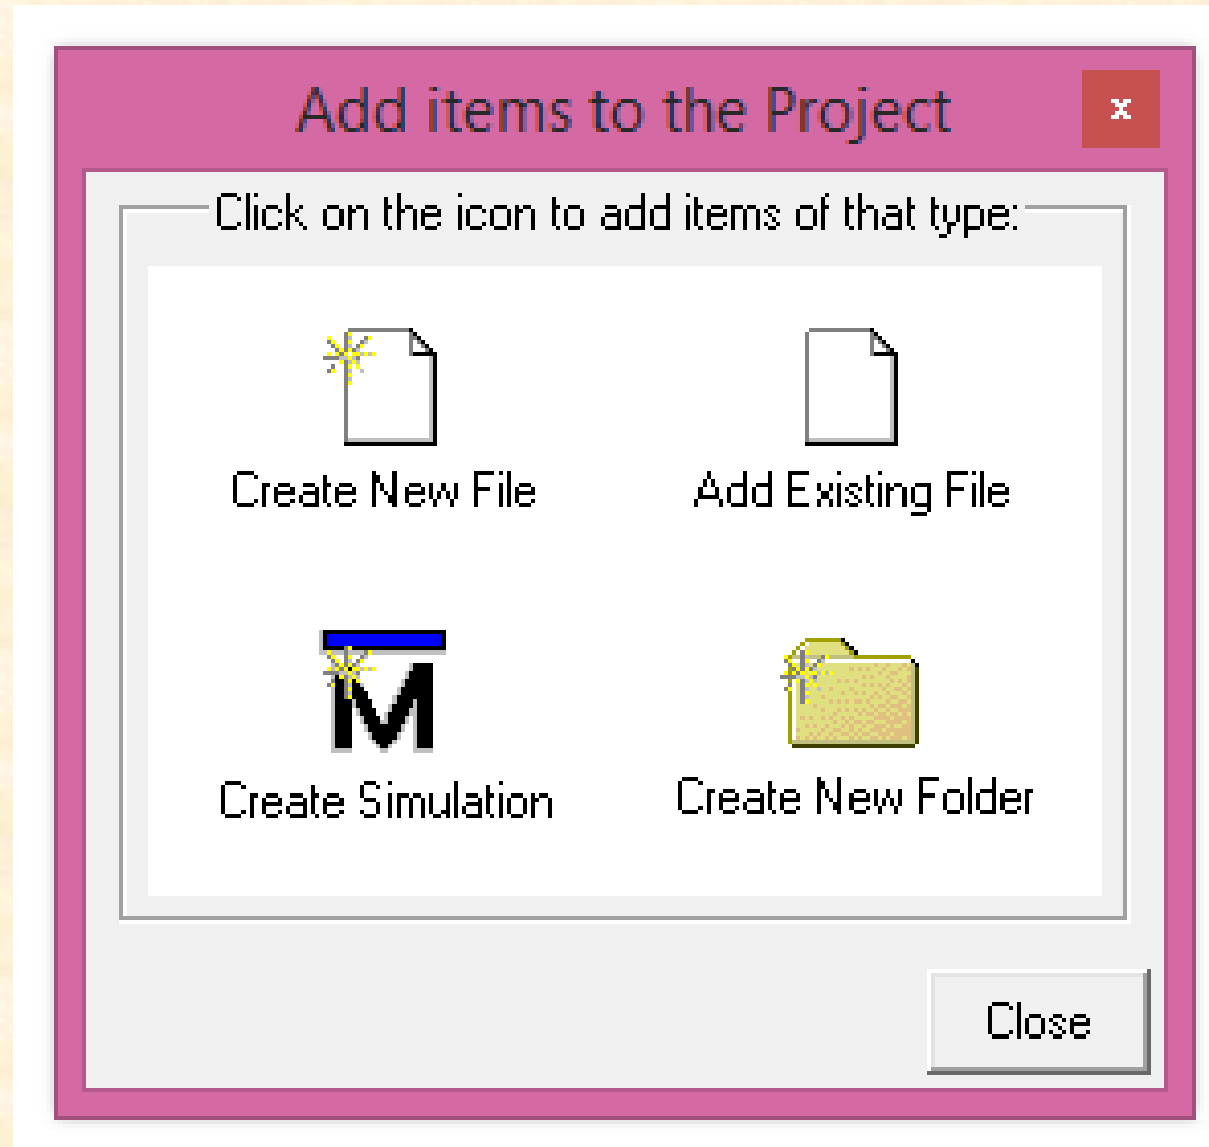 Add items to the Project
x
Click on the icon to add items of that type:
Create New File
Add Existing File
M
Create Simulation
Create New Folder
Close